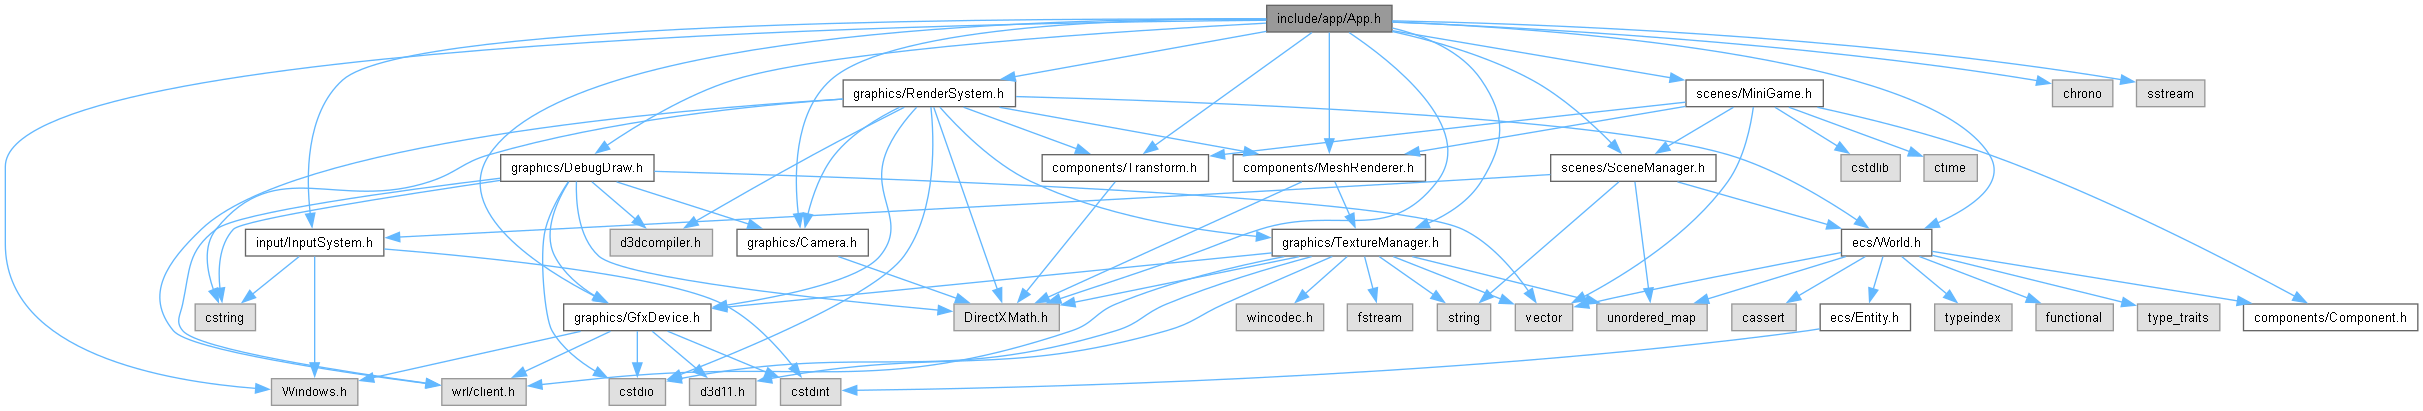 include/app/App.h
graphics/RenderSystem.h
scenes/MiniGame.h
chrono
sstream
graphics/DebugDraw.h
components/Transform.h
components/MeshRenderer.h
scenes/SceneManager.h
cstdlib
ctime
input/InputSystem.h
d3dcompiler.h
graphics/Camera.h
graphics/TextureManager.h
ecs/World.h
cstring
graphics/GfxDevice.h
DirectXMath.h
wincodec.h
fstream
string
vector
unordered_map
cassert
ecs/Entity.h
typeindex
functional
type_traits
components/Component.h
Windows.h
wrl/client.h
cstdio
d3d11.h
cstdint